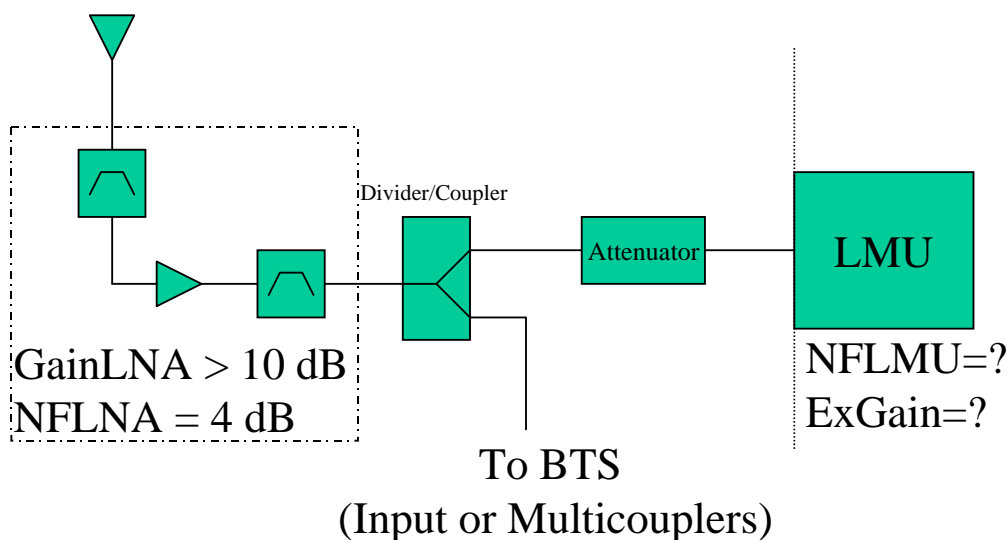 Divider/Coupler
Attenuator
LMU
GainLNA > 10 dB
NFLNA = 4 dB
NFLMU=?
ExGain=?
To BTS
(Input or Multicouplers)